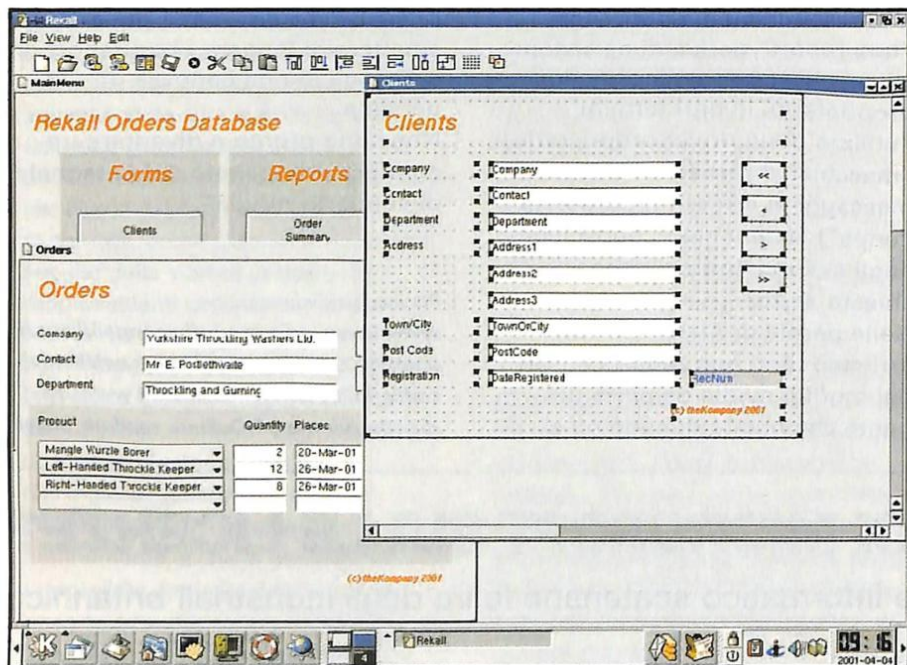 Rekall
File View Help Edit
MainMenu
Rekall Orders Database
Forms
Reports
Clients
Order
Summary
Orders
Orders
Company
Yorkshire Throckling Washers Ltd.
Contact
Mr E. Postlethwaite
Department
Throckling and Gurning
Product
Quantity
Placed
Mangle Wurzle Borer
2
20-Mar-01
Left-Handed Throckle Keeper
12
26-Mar-01
Right-Handed Throckle Keeper
8
26-Mar-01
(c) theKompany 2001
Clients
Clients
Company
Company
Contact
Contact
Department
Department
Address
Address1
Address2
Address3
Town/City
TownOrCity
Post Code
PostCode
Registration
DateRegistered
RecNum
<<
<
>
>>
(c) theKompany 2001
4
Rekall
09:16
2001-04-04